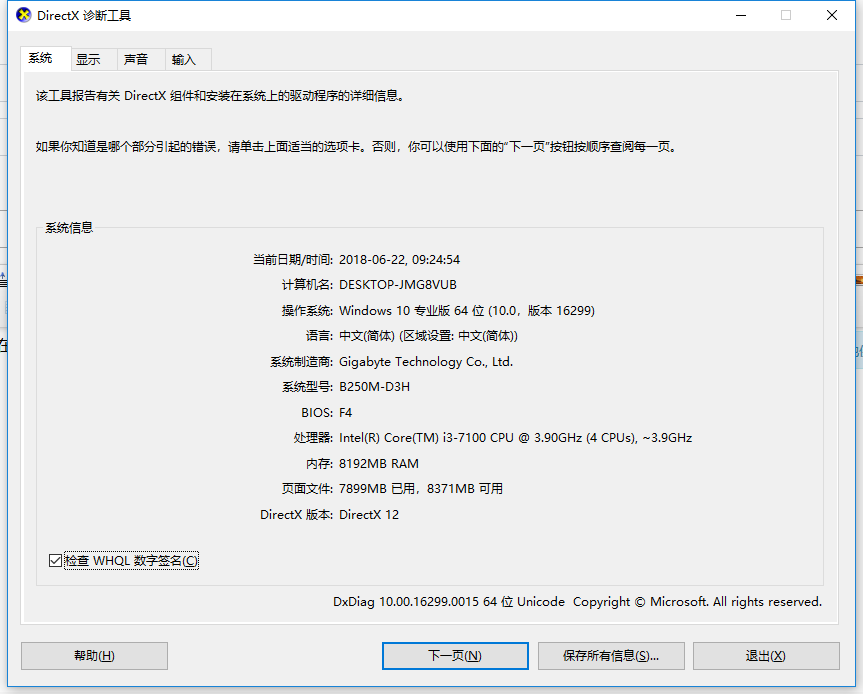 DirectX 诊断工具
系统 显示 声音 输入
该工具报告有关 DirectX 组件和安装在系统上的驱动程序的详细信息。
如果你知道是哪个部分引起的错误，请单击上面适当的选项卡。否则，你可以使用下面的“下一页”按钮按顺序查阅每一页。
系统信息
当前日期/时间: 2018-06-22, 09:24:54
计算机名: DESKTOP-JMG8VUB
操作系统: Windows 10 专业版 64 位 (10.0，版本 16299)
语言: 中文(简体) (区域设置: 中文(简体))
系统制造商: Gigabyte Technology Co., Ltd.
系统型号: B250M-D3H
BIOS: F4
处理器: Intel(R) Core(TM) i3-7100 CPU @ 3.90GHz (4 CPUs), ~3.9GHz
内存: 8192MB RAM
页面文件: 7899MB 已用，8371MB 可用
DirectX 版本: DirectX 12
检查 WHQL 数字签名(C)
DxDiag 10.00.16299.0015 64 位 Unicode Copyright © Microsoft. All rights reserved.
帮助(H) 下一页(N) 保存所有信息(S)... 退出(X)